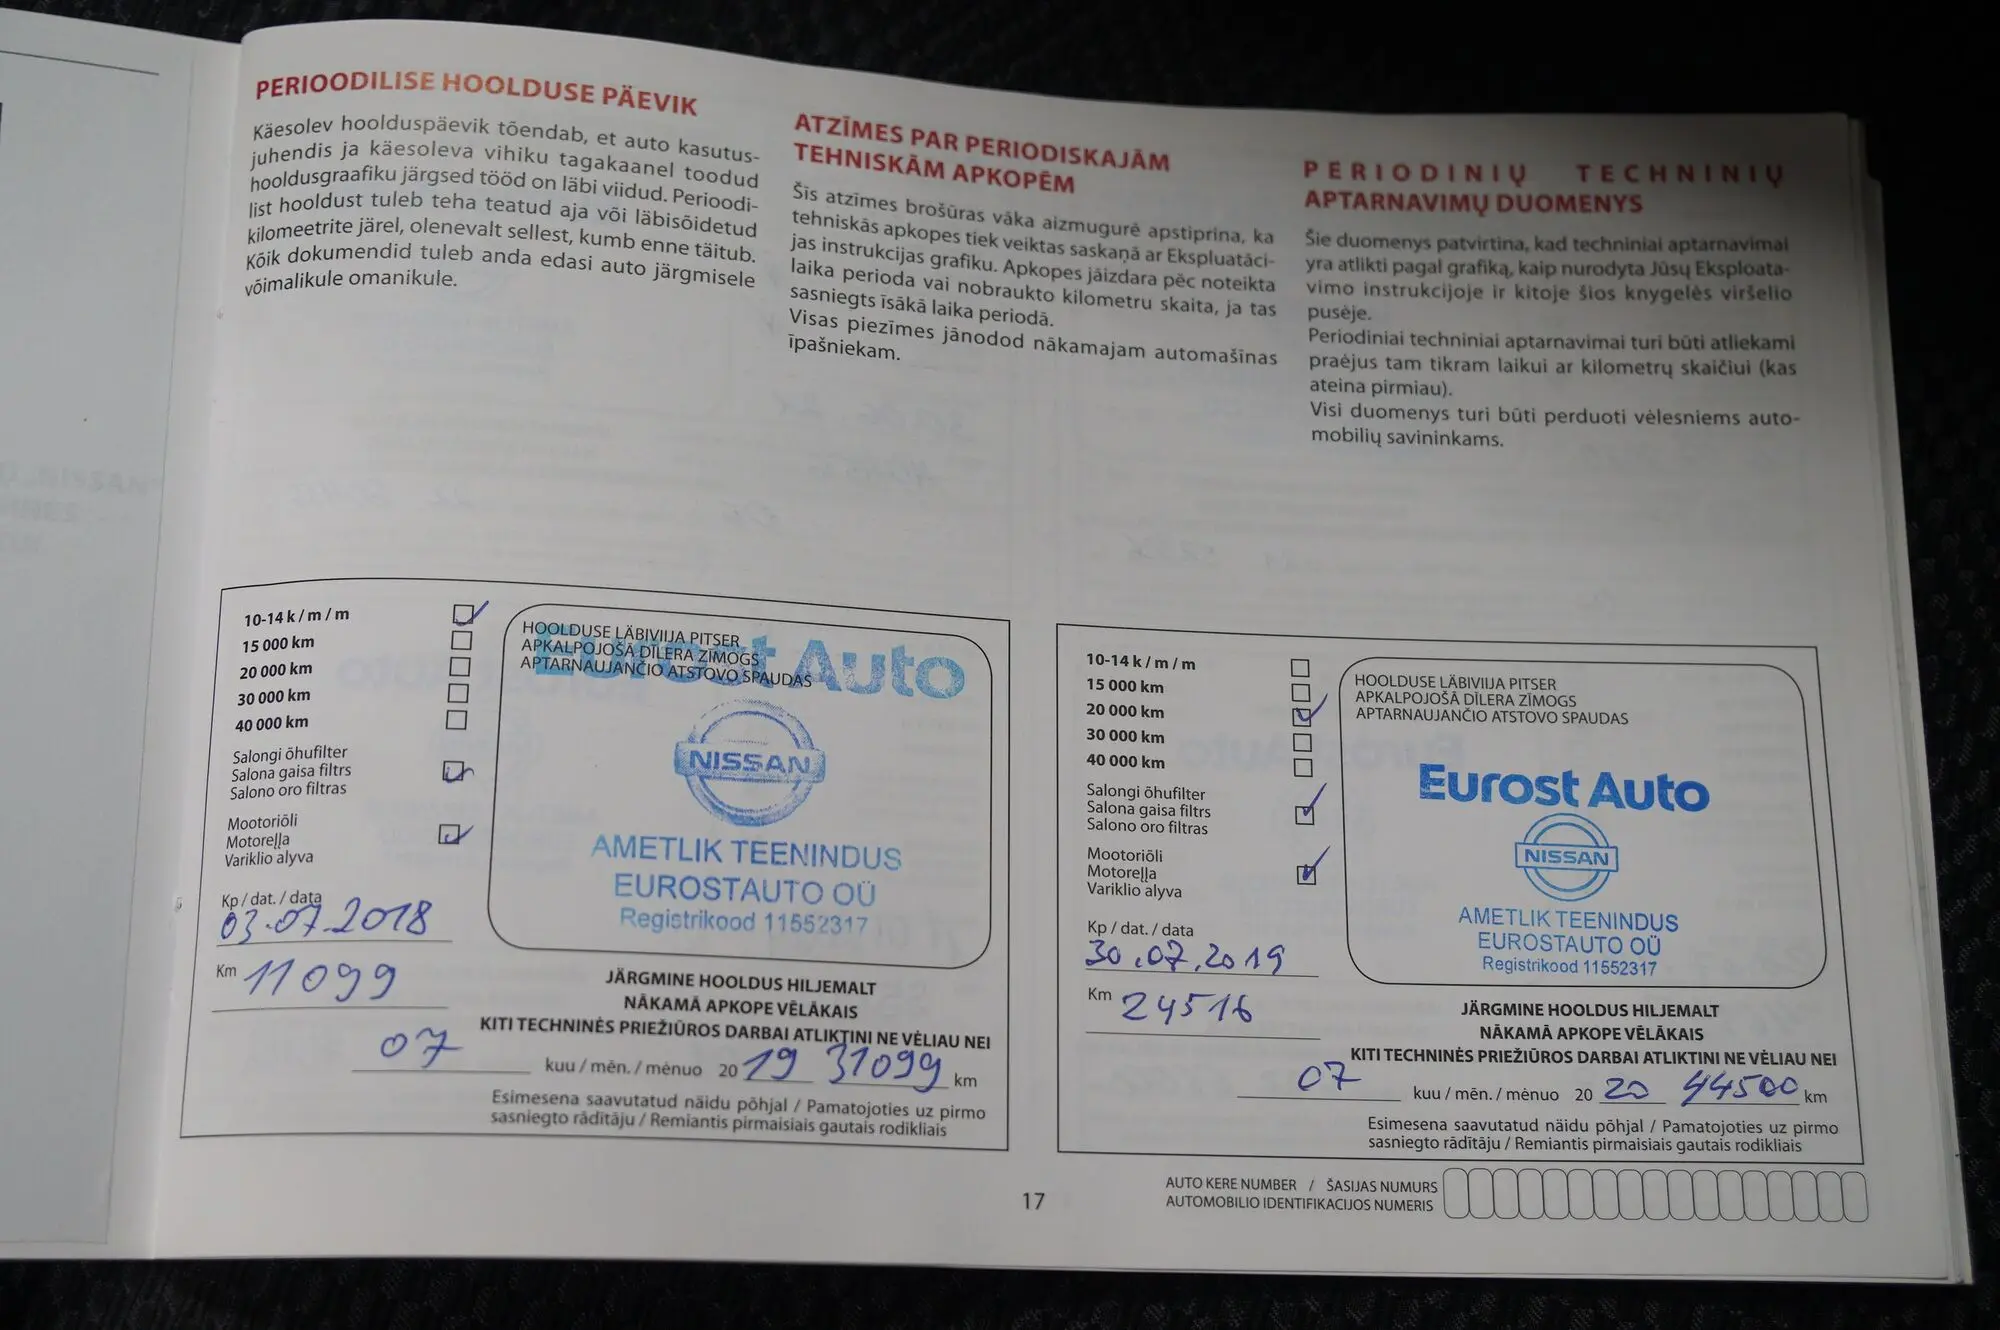 PERIOODILISE HOOLDUSE PÄEVIK
Käesolev hoolduspäevik tõendab, et auto kasutus-
juhendis ja käesoleva vihiku tagakaanel toodud
hooldusgraafiku järgsed tööd on läbi viidud. Perioodi-
list hooldust tuleb teha teatud aja või läbisõidetud
kilomeetrite järel, olenevalt sellest, kumb enne täitub.
Kõik dokumendid tuleb anda edasi auto järgmisele
võimalikule omanikule.
ATZĪMES PAR PERIODISKAJĀM
TEHNISKĀM APKOPĒM
Šīs atzīmes brošūras vāka aizmugurē apstiprina, ka
tehniskās apkopes tiek veiktas saskaņā ar Ekspluatāci-
jas instrukcijas grafiku. Apkopes jāizdara pēc noteikta
laika perioda vai nobraukto kilometru skaita, ja tas
sasniegts īsākā laika periodā.
Visas piezīmes jānodod nākamajam automašīnas
īpašniekam.
PERIODINIŲ TECHNINIŲ
APTARNAVIMŲ DUOMENYS
Šie duomenys patvirtina, kad techniniai aptarnavimai
yra atlikti pagal grafiką, kaip nurodyta Jūsų Eksploata-
vimo instrukcijoje ir kitoje šios knygelės viršelio
pusėje.
Periodiniai techniniai aptarnavimai turi būti atliekami
praėjus tam tikram laikui ar kilometrų skaičiui (kas
ateina pirmiau).
Visi duomenys turi būti perduoti vėlesniems auto-
mobilių savininkams.
10-14 k / m / m
15 000 km
20 000 km
30 000 km
40 000 km
Salongi õhufilter
Salona gaisa filtrs
Salono oro filtras
Mootoriõli
Motoreļļa
Variklio alyva
Kp / dat. / data
03.07.2018
Km 11099
HOOLDUSE LÄBIVIIJA PITSER
APKALPOJOŠĀ DĪLERA ZĪMOGS
APTARNAUJANČIO ATSTOVO SPAUDAS
Eurost Auto
NISSAN
AMETLIK TEENINDUS
EUROSTAUTO OÜ
Registrikood 11552317
JÄRGMINE HOOLDUS HILJEMALT
NĀKAMĀ APKOPE VĒLĀKAIS
KITI TECHNINĖS PRIEŽIŪROS DARBAI ATLIKTINI NE VĖLIAU NEI
07 kuu / mēn. / mėnuo 2019 31099 km
Esimesena saavutatud näidu põhjal / Pamatojoties uz pirmo
sasniegto rādītāju / Remiantis pirmaisiais gautais rodikliais
10-14 k / m / m
15 000 km
20 000 km
30 000 km
40 000 km
Salongi õhufilter
Salona gaisa filtrs
Salono oro filtras
Mootoriõli
Motoreļļa
Variklio alyva
Kp / dat. / data
30.07.2019
Km 24516
HOOLDUSE LÄBIVIIJA PITSER
APKALPOJOŠĀ DĪLERA ZĪMOGS
APTARNAUJANČIO ATSTOVO SPAUDAS
Eurost Auto
NISSAN
AMETLIK TEENINDUS
EUROSTAUTO OÜ
Registrikood 11552317
JÄRGMINE HOOLDUS HILJEMALT
NĀKAMĀ APKOPE VĒLĀKAIS
KITI TECHNINĖS PRIEŽIŪROS DARBAI ATLIKTINI NE VĖLIAU NEI
07 kuu / mēn. / mėnuo 2020 44500 km
Esimesena saavutatud näidu põhjal / Pamatojoties uz pirmo
sasniegto rādītāju / Remiantis pirmaisiais gautais rodikliais
17
AUTO KERE NUMBER / ŠASIJAS NUMURS
AUTOMOBILIO IDENTIFIKACIJOS NUMERIS